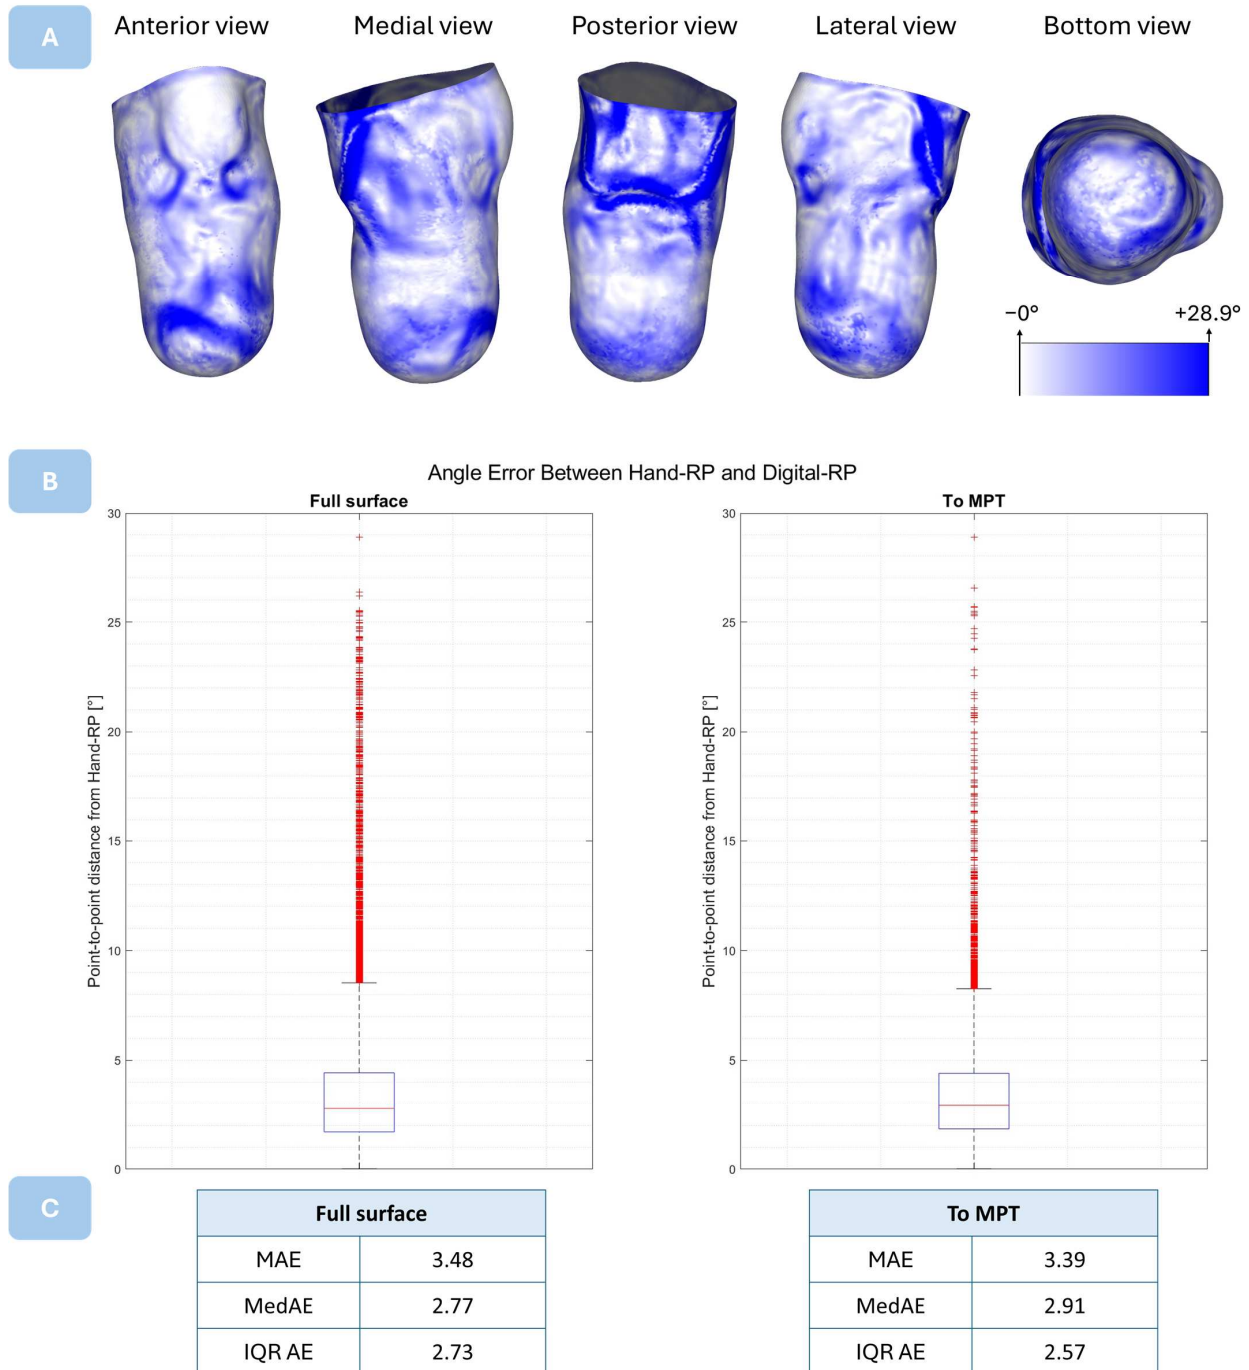 A
Anterior view Medial view Posterior view Lateral view Bottom view
−0° +28.9°
B
Angle Error Between Hand-RP and Digital-RP
Full surface To MPT
Point-to-point distance from Hand-RP [°]
30
25
20
15
10
5
0
Point-to-point distance from Hand-RP [°]
30
25
20
15
10
5
0
C
Full surface
MAE 3.48
MedAE 2.77
IQR AE 2.73
To MPT
MAE 3.39
MedAE 2.91
IQR AE 2.57